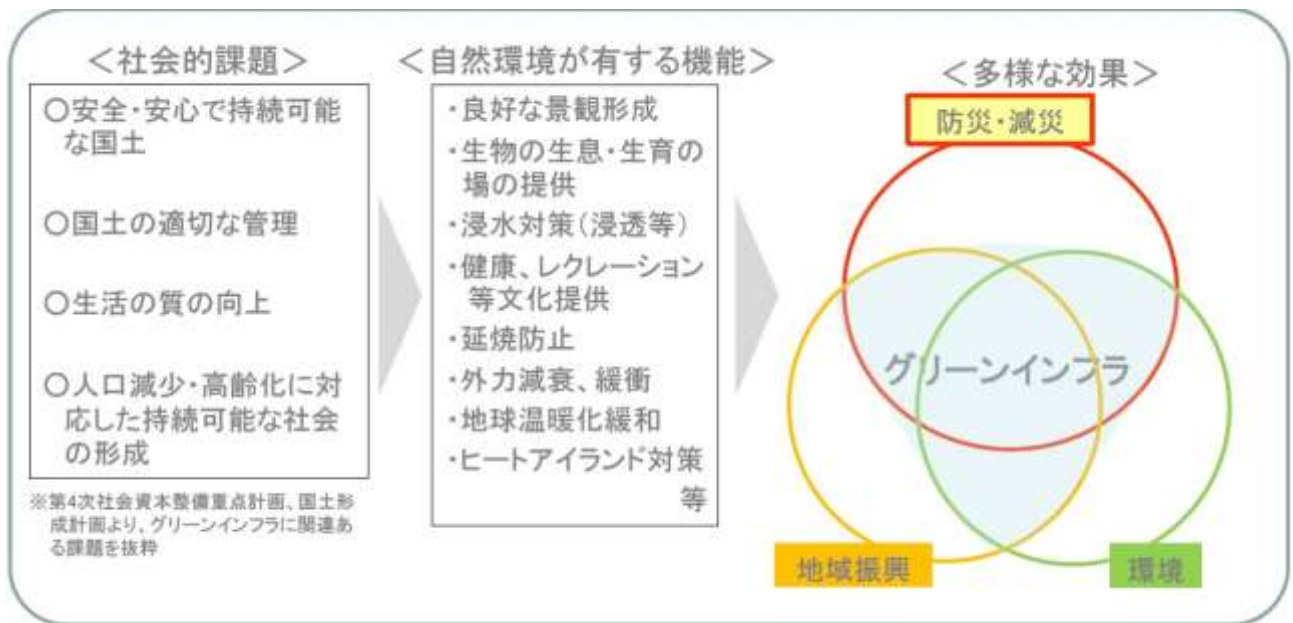 ＜社会的課題＞
〇安全・安心で持続可能
な国土
〇国土の適切な管理
〇生活の質の向上
〇人口減少・高齢化に対
応した持続可能な社会
の形成
※第4次社会資本整備重点計画、国土形
成計画より、グリーンインフラに関連あ
る課題を抜粋
＜自然環境が有する機能＞
・良好な景観形成
・生物の生息・生育の
場の提供
・浸水対策（浸透等）
・健康、レクレーション
等文化提供
・延焼防止
・外力減衰、緩衝
・地球温暖化緩和
・ヒートアイランド対策
等
＜多様な効果＞
防災・減災
グリーンインフラ
地域振興
環境